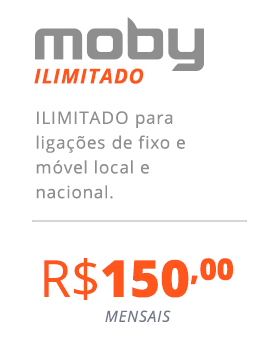 moby
ILIMITADO
ILIMITADO para
ligações de fixo e
móvel local e
nacional.
R$150,00
MENSAIS